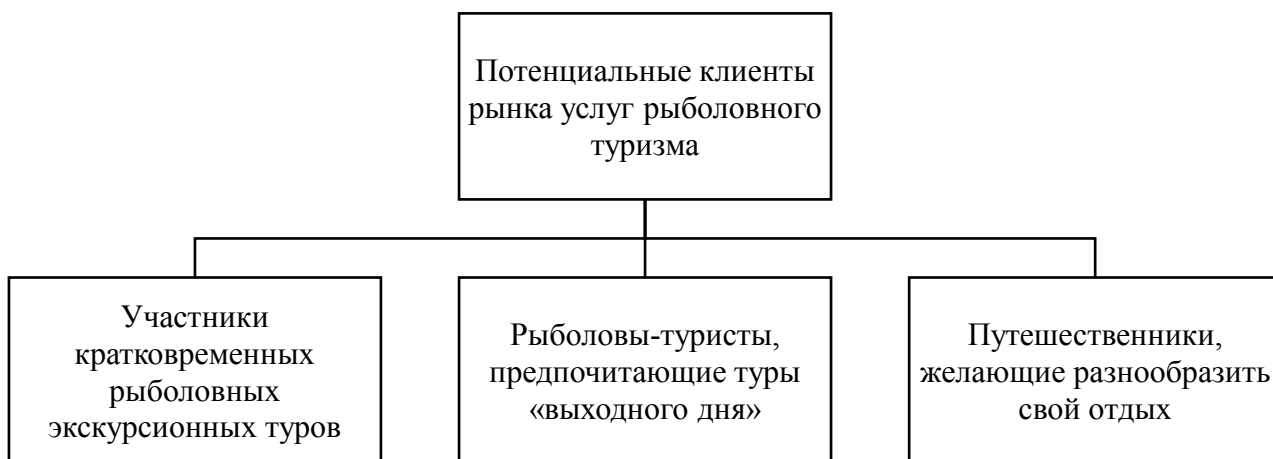 Потенциальные клиенты
рынка услуг рыболовного
туризма
Участники
кратковременных
рыболовных
экскурсионных туров
Рыболовы-туристы,
предпочитающие туры
«выходного дня»
Путешественники,
желающие разнообразить
свой отдых